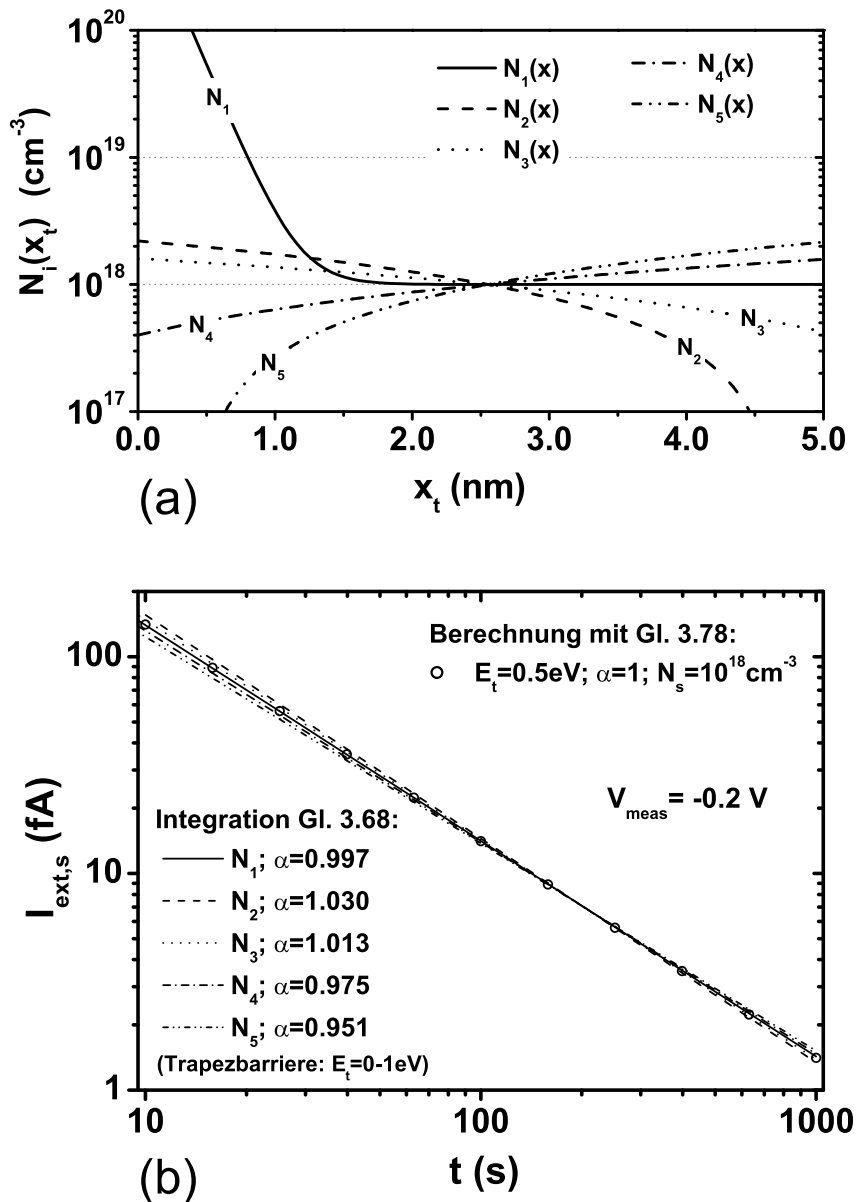 10^20
10^19
10^18
10^17
N_i(x_t) (cm^-3)
N_1(x)
N_2(x)
N_3(x)
N_4(x)
N_5(x)
N_1
N_4
N_5
N_3
N_2
0.0 1.0 2.0 3.0 4.0 5.0
x_t (nm)
(a)
100
10
1
I_ext,s (fA)
Berechnung mit Gl. 3.78:
E_t=0.5eV; α=1; N_s=10^18cm^-3
V_meas= -0.2 V
Integration Gl. 3.68:
N_1; α=0.997
N_2; α=1.030
N_3; α=1.013
N_4; α=0.975
N_5; α=0.951
(Trapezbarriere: E_t=0-1eV)
10 100 1000
t (s)
(b)